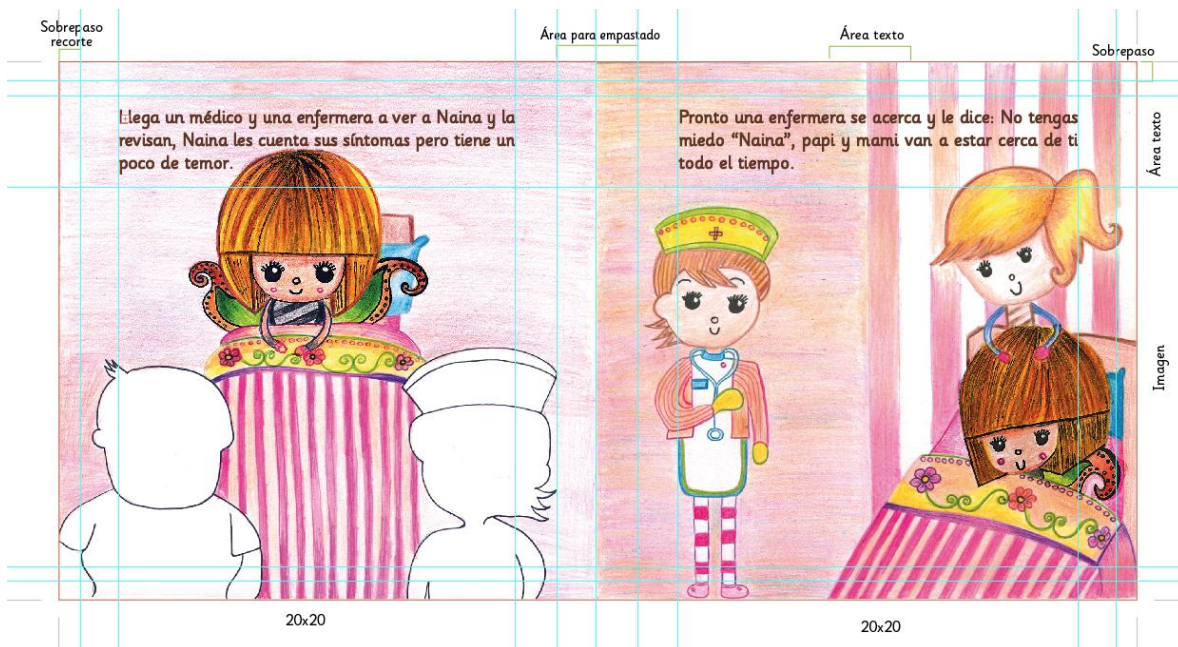 Sobrepaso
recorte
Área para empastado
Área texto
Sobrepaso
Llega un médico y una enfermera a ver a Naina y la
revisan, Naina les cuenta sus síntomas pero tiene un
poco de temor.
Pronto una enfermera se acerca y le dice: No tengas
miedo “Naina”, papi y mami van a estar cerca de ti
todo el tiempo.
Área texto
Imagen
20x20
20x20